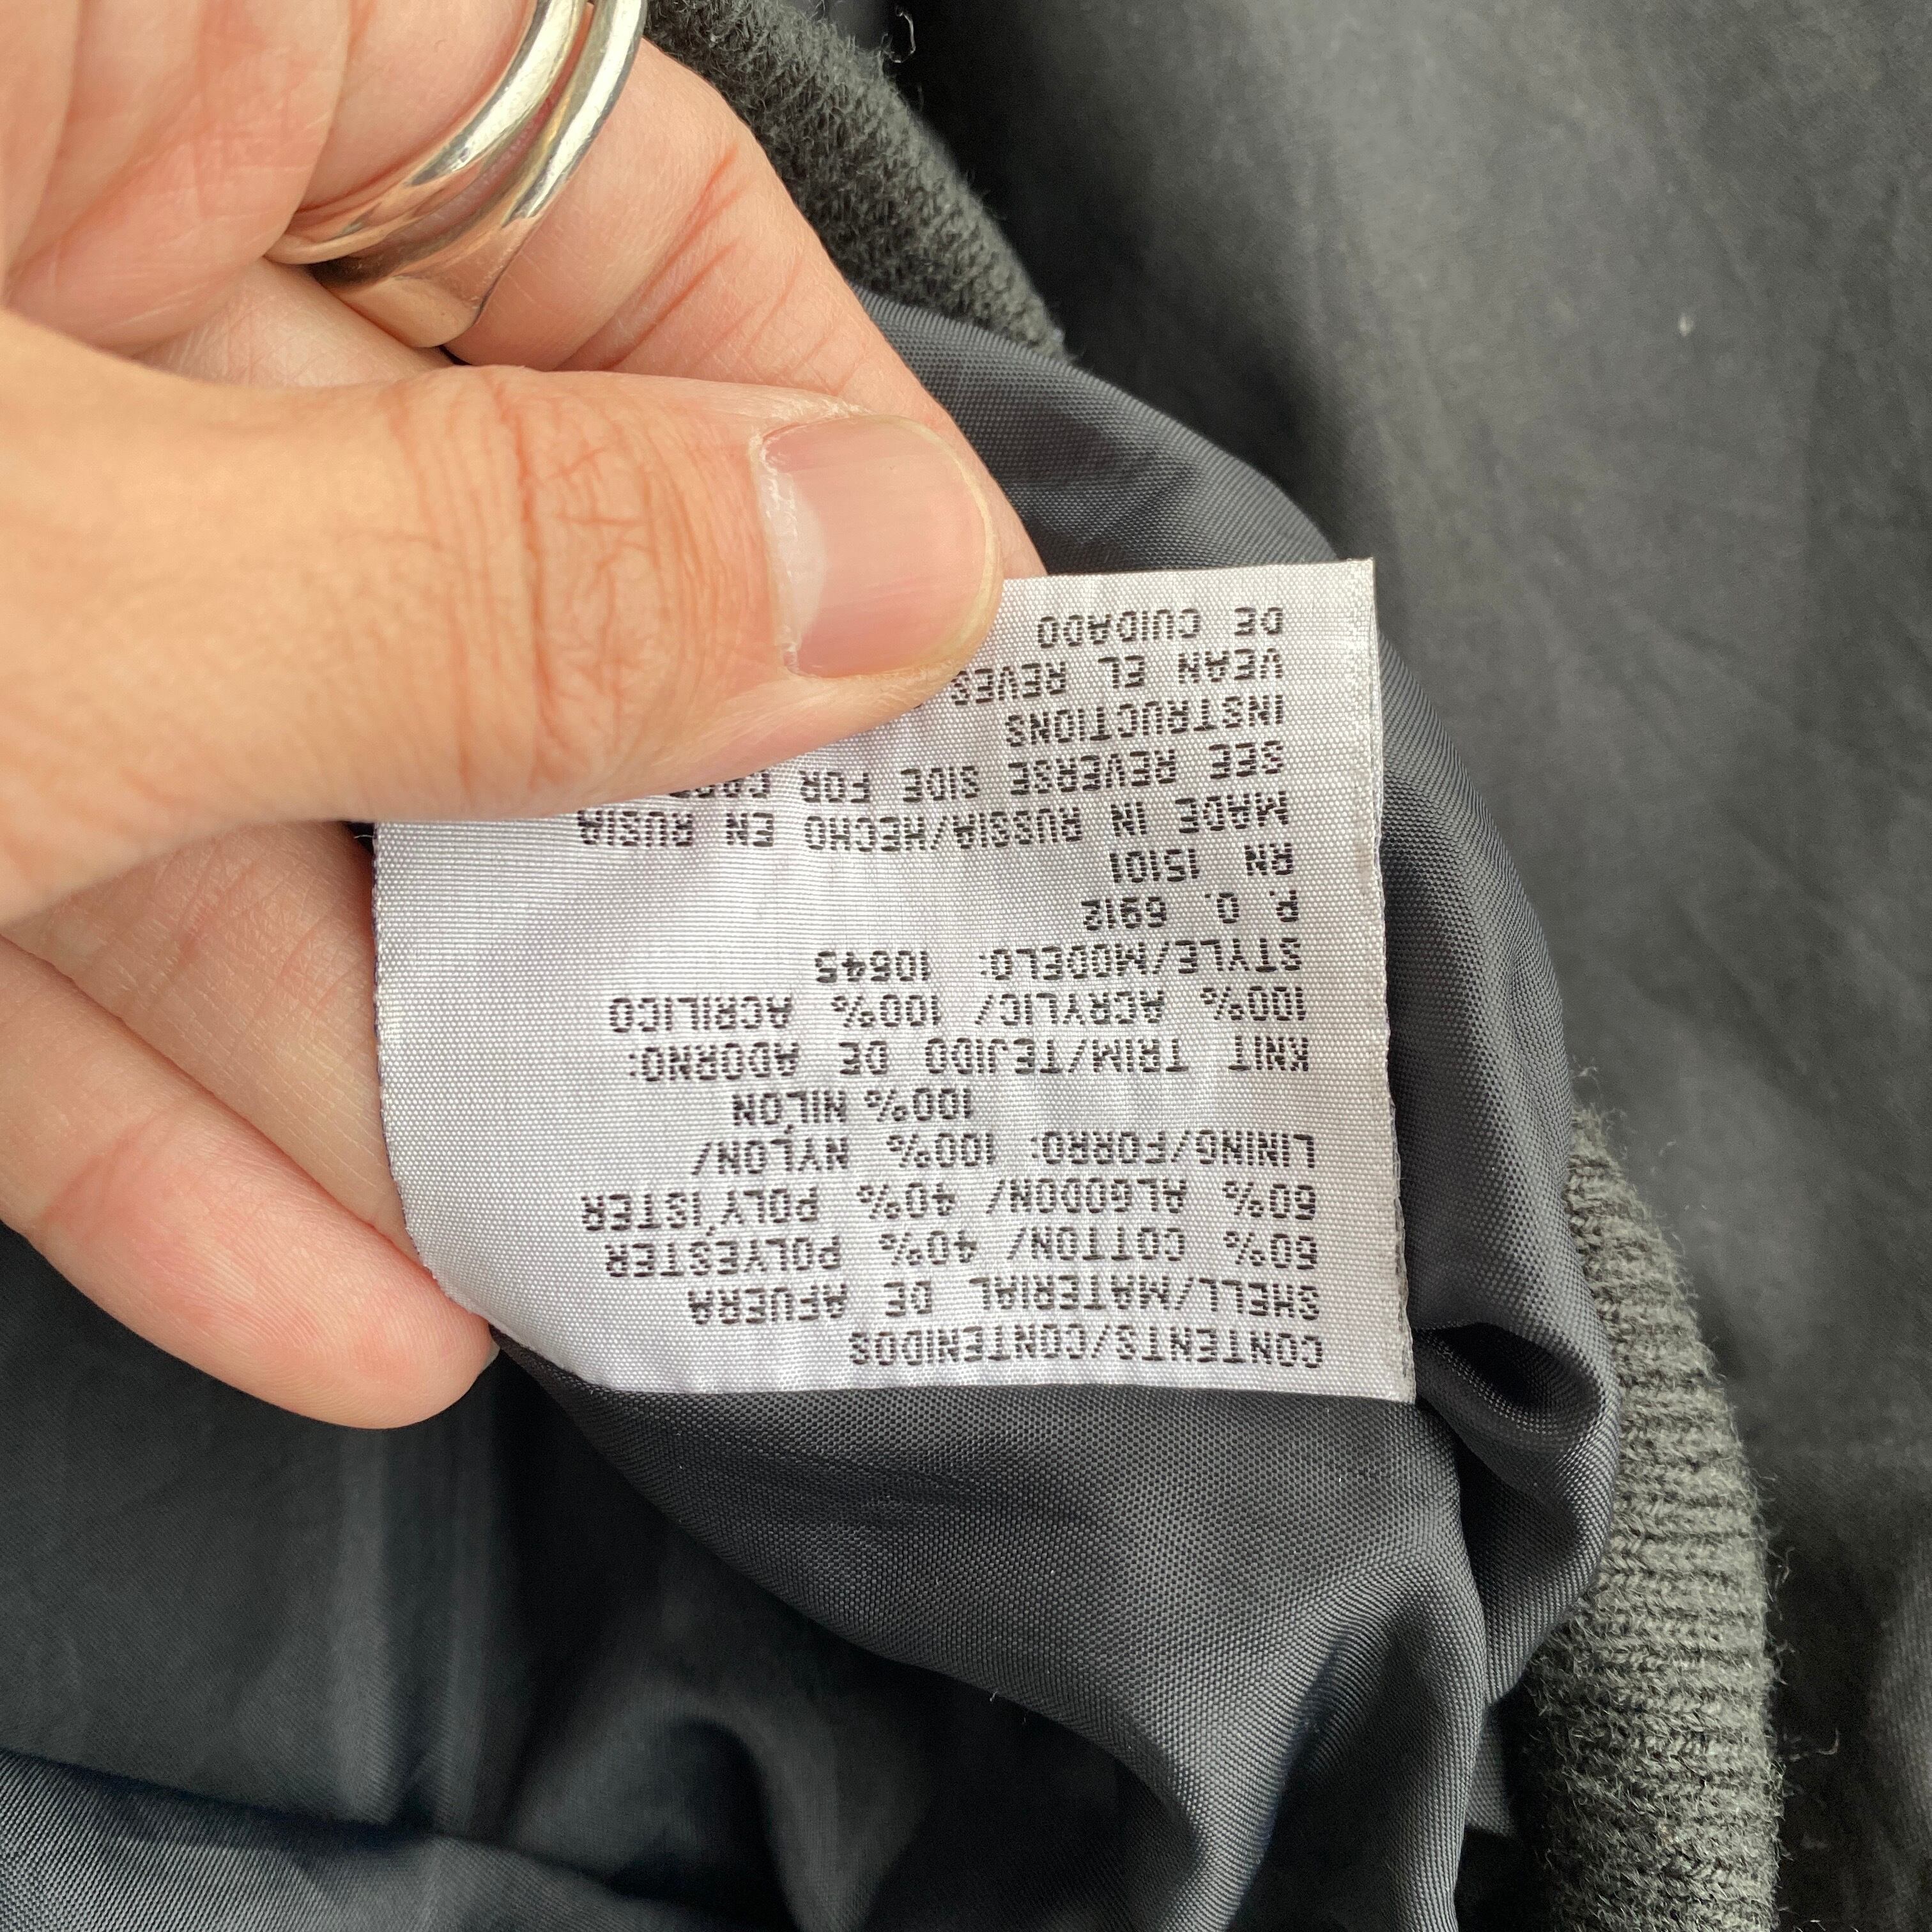 CONTENTS/CONTENIDOS
SHELL/MATERIAL DE AFUERA
60% COTTON/ 40% POLYESTER
60% ALGODON/ 40% POLYISTER
LINING/FORRO: 100% NYLON/
100% NILON
KNIT TRIM/TEJIDO DE ADORNO:
100% ACRYLIC/ 100% ACRILICO
STYLE/MODELO: 10645
P.O. 6912
RN 15101
MADE IN RUSSIA/HECHO EN RUSIA
SEE REVERSE SIDE FOR
INSTRUCTIONS
VEAN EL REVES
DE CUIDADO